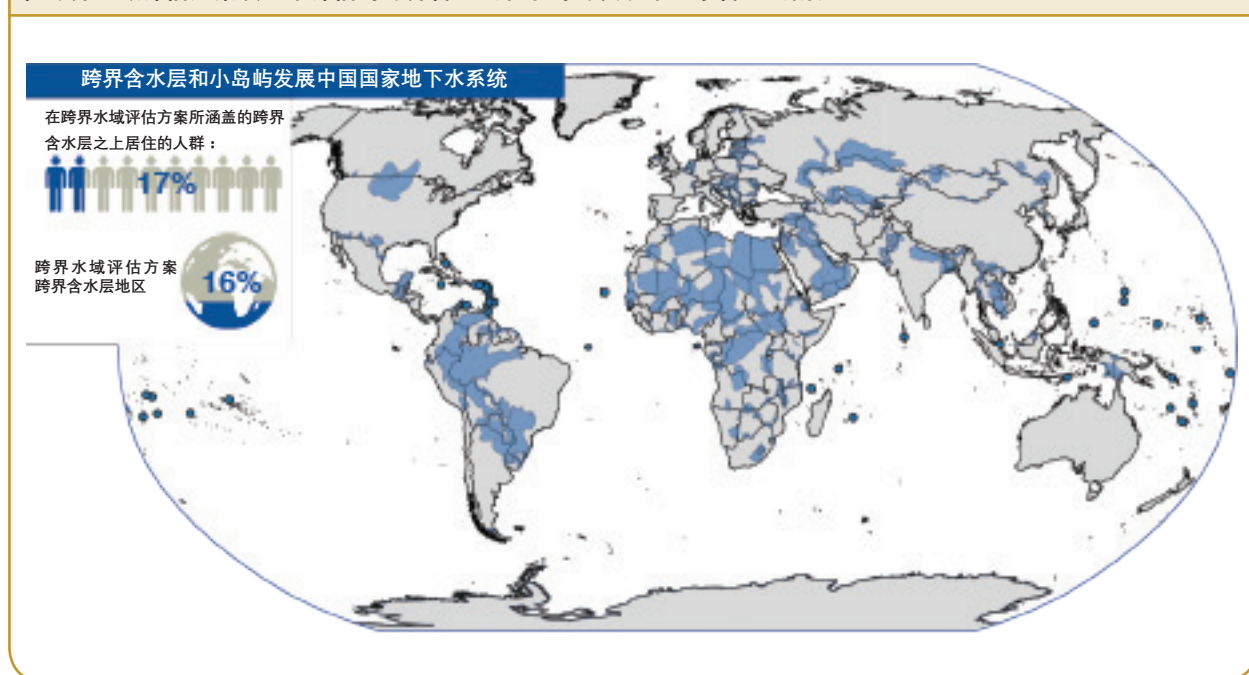 跨界含水层和小岛屿发展中国国家地下水系统
在跨界水域评估方案所涵盖的跨界
含水层之上居住的人群：
17%
跨界水域评估方案
跨界含水层地区
16%